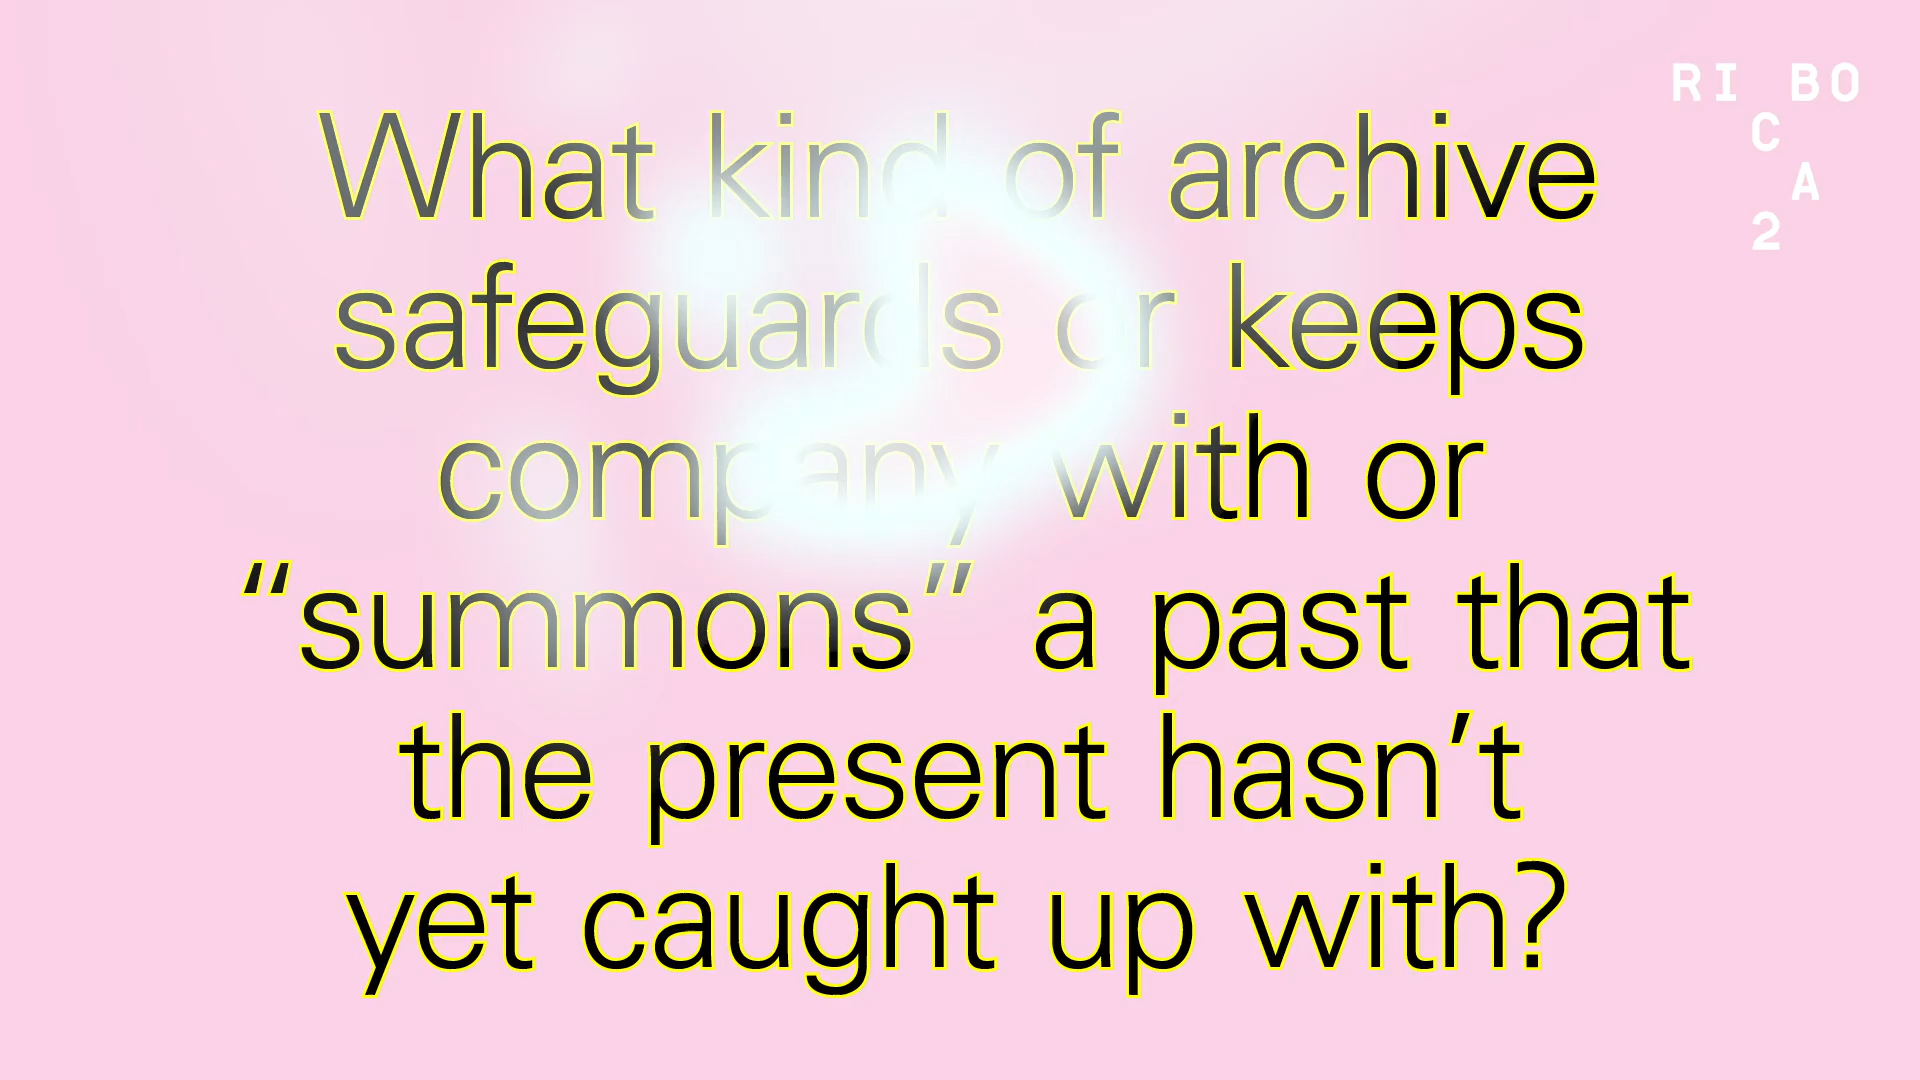 What kind of archive
safeguards or keeps
company with or
“summons” a past that
the present hasn’t
yet caught up with?
RI BO
C
A
2